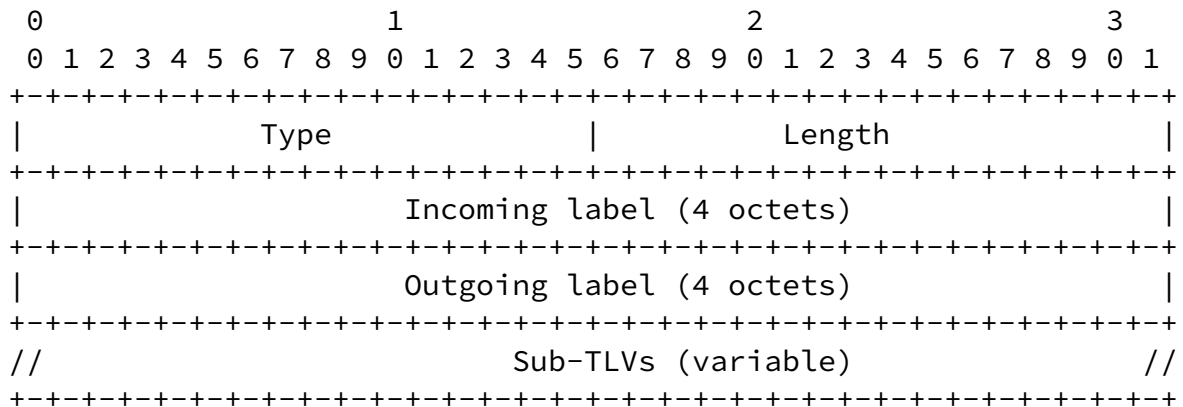 0                   1                   2                   3
 0 1 2 3 4 5 6 7 8 9 0 1 2 3 4 5 6 7 8 9 0 1 2 3 4 5 6 7 8 9 0 1
+-+-+-+-+-+-+-+-+-+-+-+-+-+-+-+-+-+-+-+-+-+-+-+-+-+-+-+-+-+-+-+-+
|             Type              |          Length               |
+-+-+-+-+-+-+-+-+-+-+-+-+-+-+-+-+-+-+-+-+-+-+-+-+-+-+-+-+-+-+-+-+
|                     Incoming label (4 octets)                 |
+-+-+-+-+-+-+-+-+-+-+-+-+-+-+-+-+-+-+-+-+-+-+-+-+-+-+-+-+-+-+-+-+
|                     Outgoing label (4 octets)                 |
+-+-+-+-+-+-+-+-+-+-+-+-+-+-+-+-+-+-+-+-+-+-+-+-+-+-+-+-+-+-+-+-+
//                          Sub-TLVs (variable)                //
+-+-+-+-+-+-+-+-+-+-+-+-+-+-+-+-+-+-+-+-+-+-+-+-+-+-+-+-+-+-+-+-+